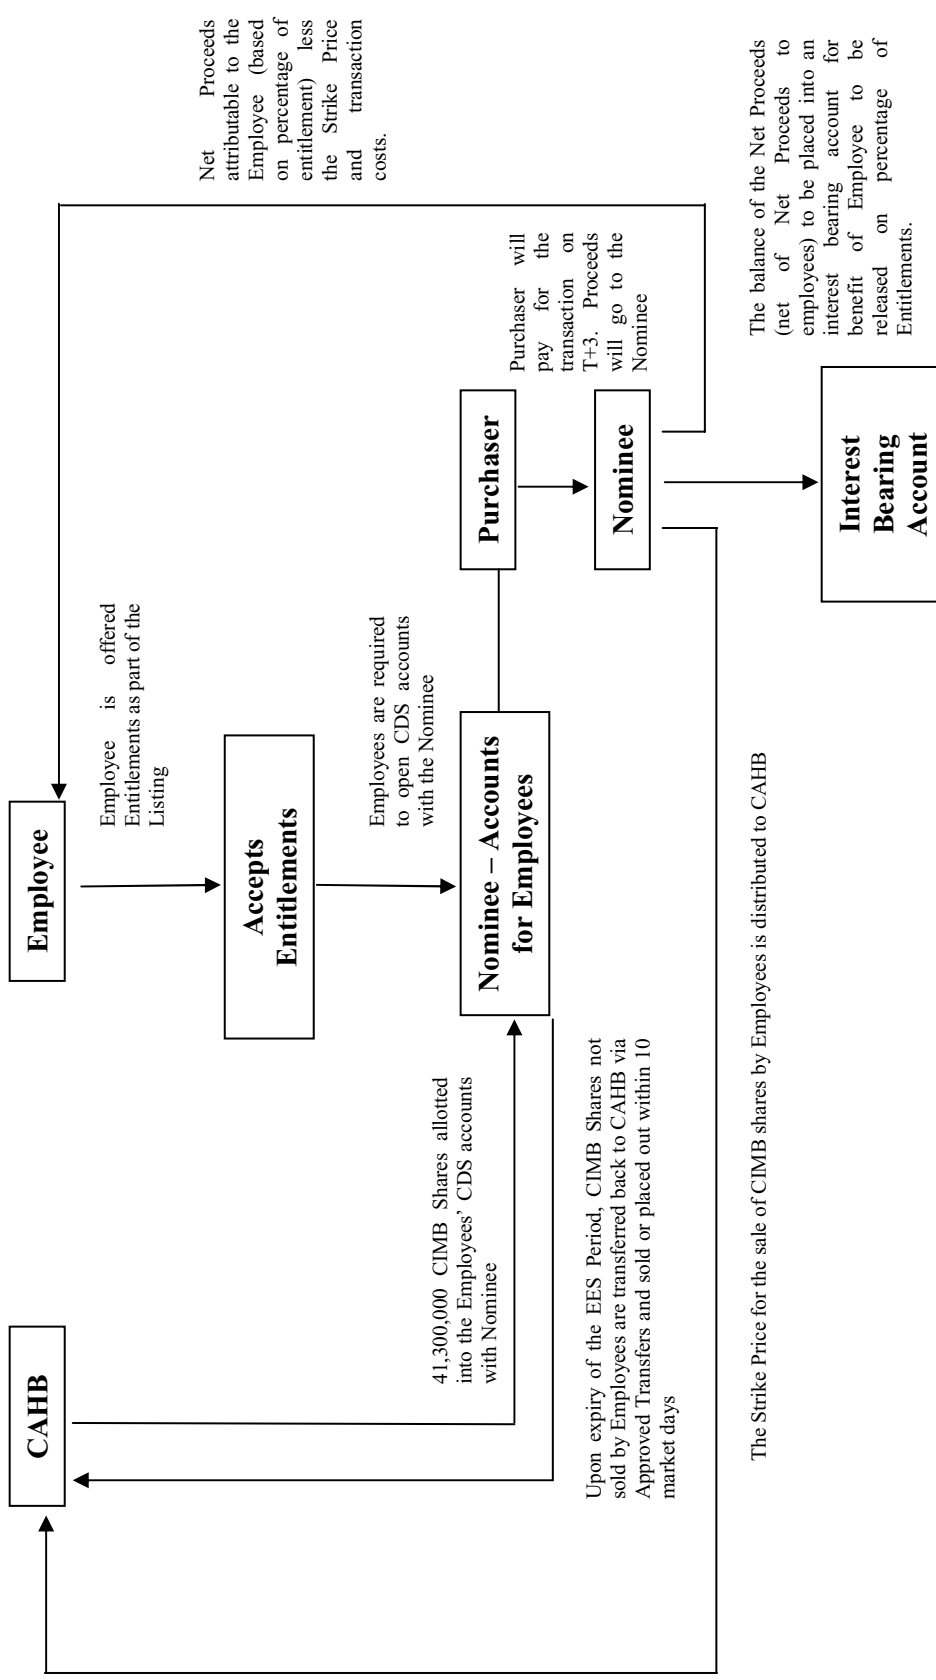 CAHB
Employee
Net Proceeds
attributable to the
Employee (based
on percentage of
entitlement) less
the Strike Price
and transaction
costs.
Employee is offered
Entitlements as part of the
Listing
Accepts
Entitlements
Employees are required
to open CDS accounts
with the Nominee
41,300,000 CIMB Shares allotted
into the Employees’ CDS accounts
with Nominee
Nominee – Accounts
for Employees
Purchaser
Purchaser will
pay for the
transaction on
T+3. Proceeds
will go to the
Nominee
Upon expiry of the EES Period, CIMB Shares not
sold by Employees are transferred back to CAHB via
Approved Transfers and sold or placed out within 10
market days
Nominee
The Strike Price for the sale of CIMB shares by Employees is distributed to CAHB
The balance of the Net Proceeds
(net of Net Proceeds to
employees) to be placed into an
interest bearing account for
benefit of Employee to be
released on percentage of
Entitlements.
Interest
Bearing
Account